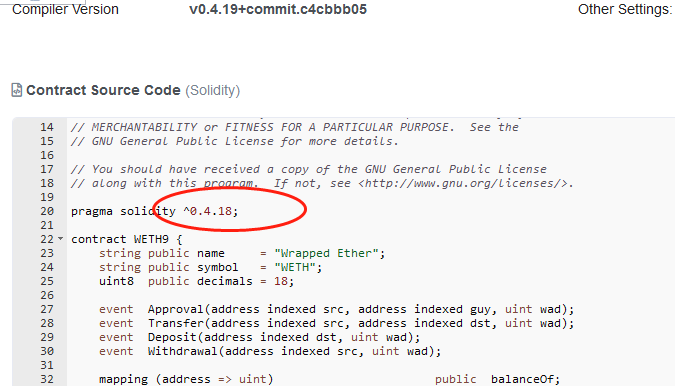 Compiler Version v0.4.19+commit.c4cbbb05 Other Settings:
Contract Source Code (Solidity)
14 // MERCHANTABILITY or FITNESS FOR A PARTICULAR PURPOSE.  See the
15 // GNU General Public License for more details.
16
17 // You should have received a copy of the GNU General Public License
18 // along with this program.  If not, see <http://www.gnu.org/licenses/>.
19
20 pragma solidity ^0.4.18;
21
22 contract WETH9 {
23     string public name     = "Wrapped Ether";
24     string public symbol   = "WETH";
25     uint8  public decimals = 18;
26
27     event  Approval(address indexed src, address indexed guy, uint wad);
28     event  Transfer(address indexed src, address indexed dst, uint wad);
29     event  Deposit(address indexed dst, uint wad);
30     event  Withdrawal(address indexed src, uint wad);
31
32     mapping (address => uint)                       public  balanceOf;